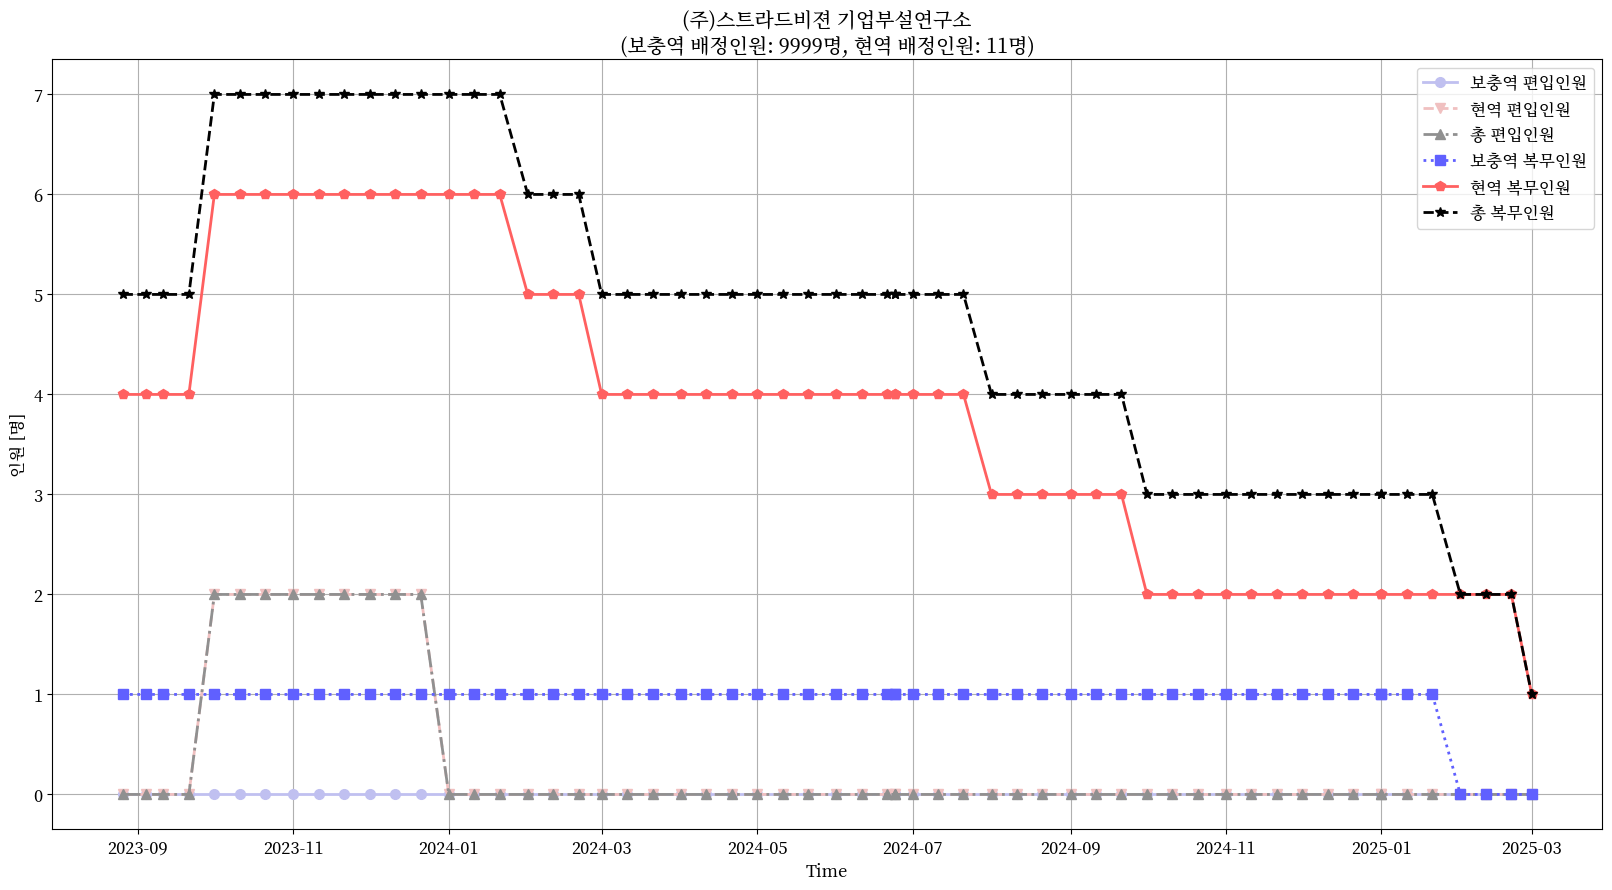 (주)스트라드비젼 기업부설연구소
(보충역 배정인원: 9999명, 현역 배정인원: 11명)
보충역 편입인원
현역 편입인원
총 편입인원
보충역 복무인원
현역 복무인원
총 복무인원
인원 [명]
7
6
5
4
3
2
1
0
2023-09
2023-11
2024-01
2024-03
2024-05
2024-07
2024-09
2024-11
2025-01
2025-03
Time